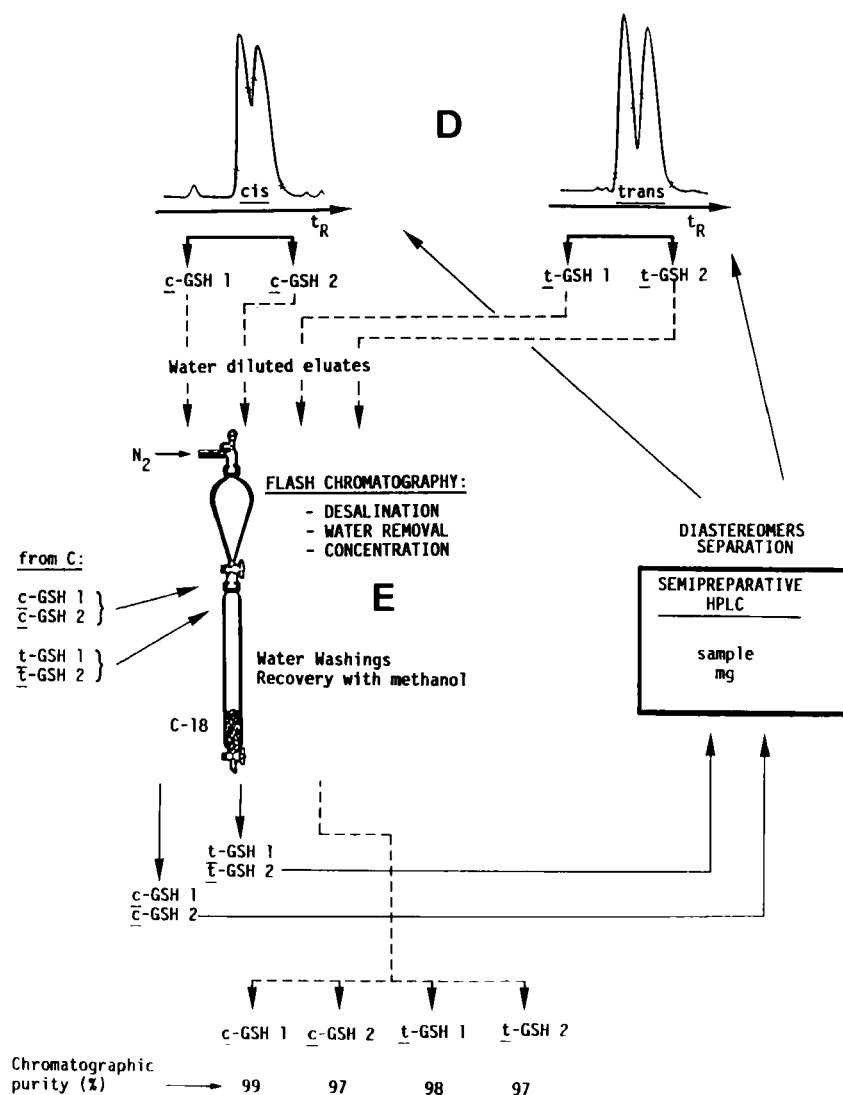 D
cis
trans
tR
tR
c-GSH 1
c-GSH 2
t-GSH 1
t-GSH 2
Water diluted eluates
N2
FLASH CHROMATOGRAPHY:
- DESALINATION
- WATER REMOVAL
- CONCENTRATION
DIASTEREOMERS
SEPARATION
from C:
SEMIPREPARATIVE
HPLC
sample
mg
E
c-GSH 1
c-GSH 2
t-GSH 1
t-GSH 2
Water Washings
Recovery with methanol
C-18
t-GSH 1
t-GSH 2
c-GSH 1
c-GSH 2
c-GSH 1
c-GSH 2
t-GSH 1
t-GSH 2
Chromatographic
purity (%)
99
97
98
97